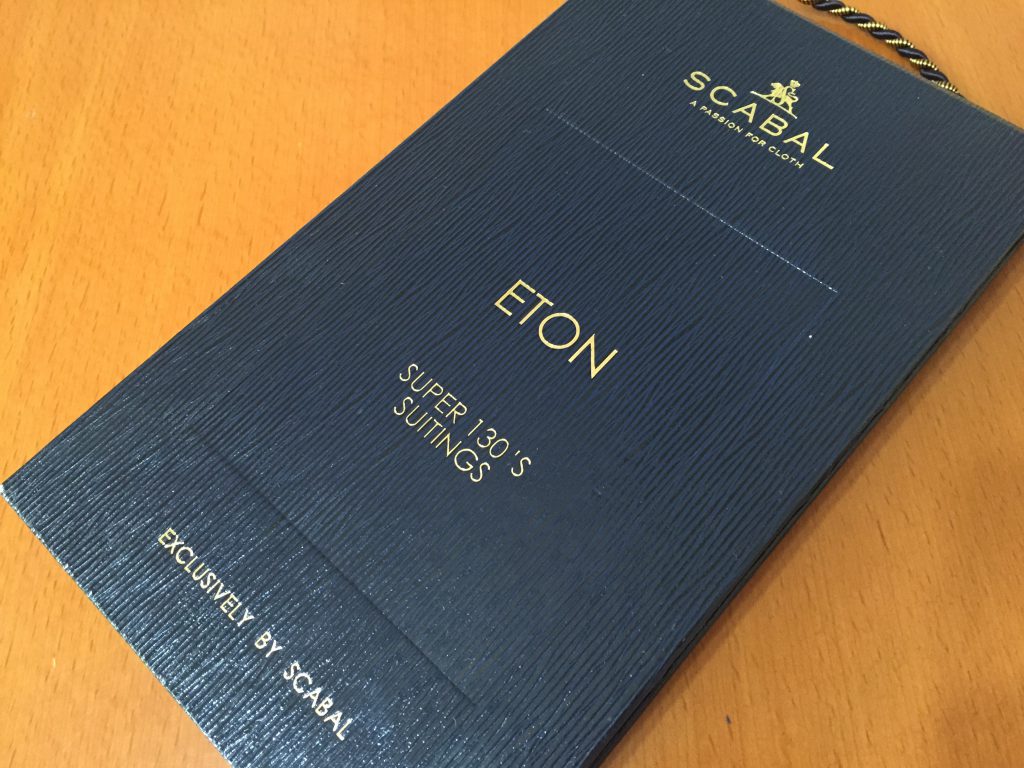 SCABAL
A PASSION FOR CLOTH
ETON
SUPER 130'S
SUITINGS
EXCLUSIVELY BY SCABAL